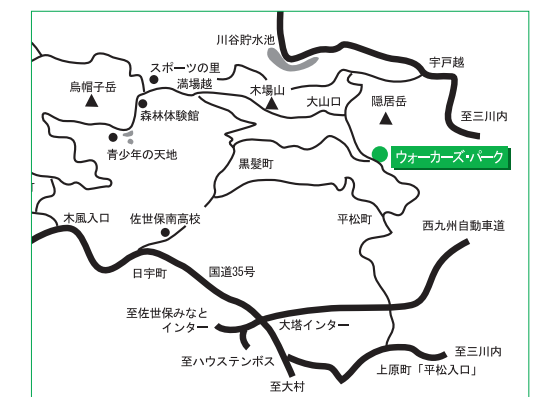 川谷貯水池
宇戸越
スポーツの里
満場越
烏帽子岳
木場山
大山口
隠居岳
至三川内
森林体験館
青少年の天地
黒髪町
ウォーカーズ・パーク
木風入口
佐世保南高校
平松町
西九州自動車道
日宇町
国道35号
至佐世保みなと
インター
大塔インター
至ハウステンボス
至三川内
上原町「平松入口」
至大村